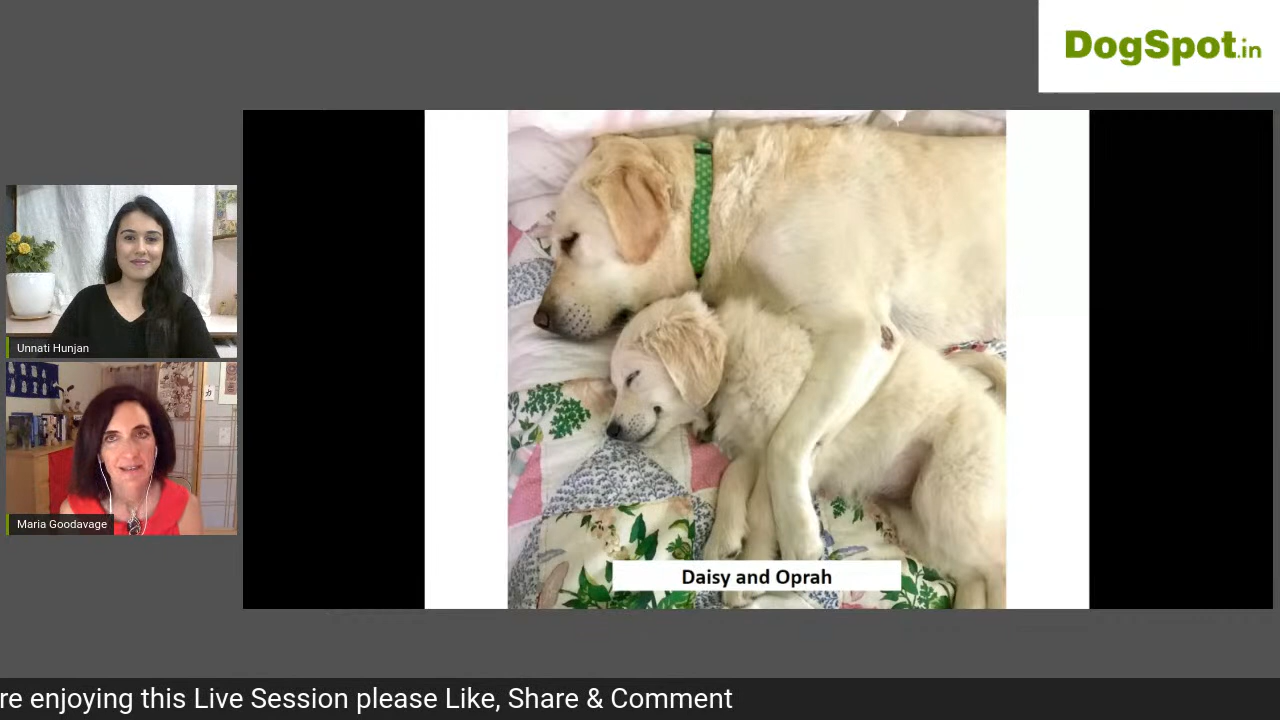 DogSpot.in
Unnati Hunjan
Maria Goodavage
Daisy and Oprah
re enjoying this Live Session please Like, Share & Comment